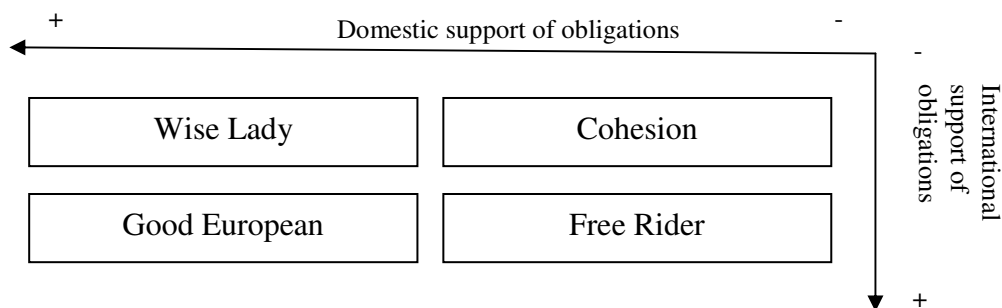 +
Domestic support of obligations
-
-
International
support of
obligations
Wise Lady
Cohesion
Good European
Free Rider
+